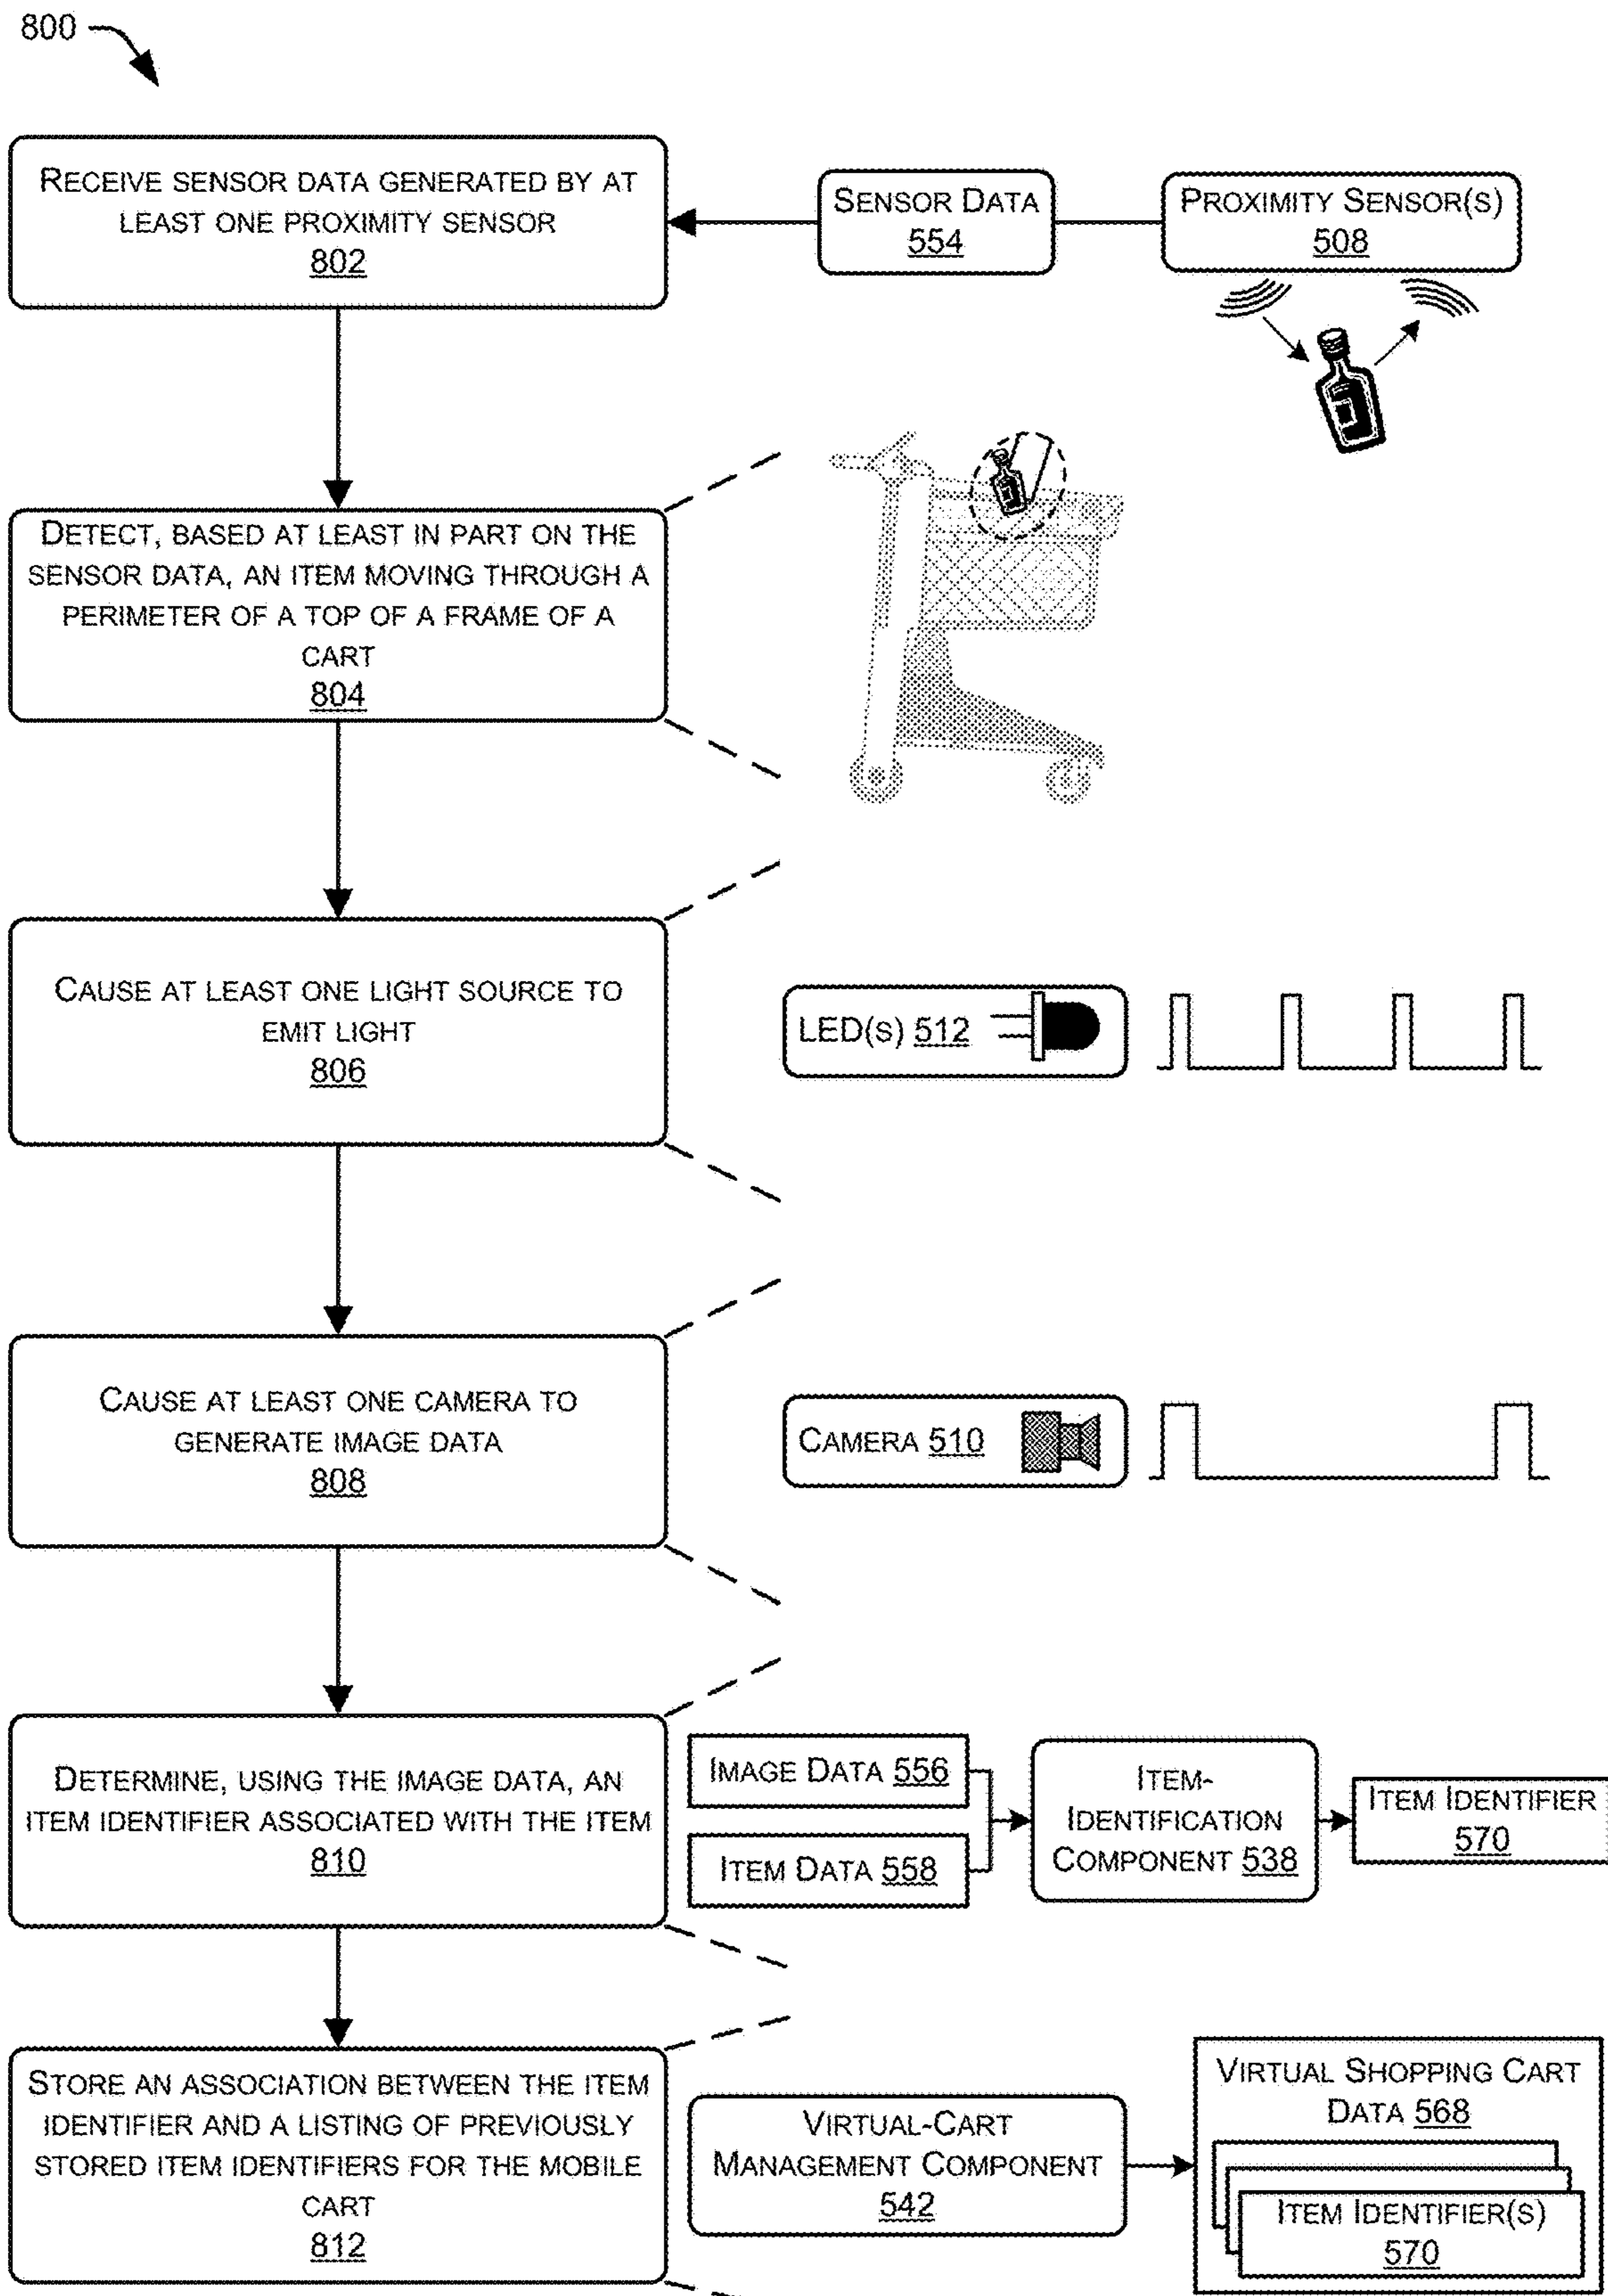 800
RECEIVE SENSOR DATA GENERATED BY AT
LEAST ONE PROXIMITY SENSOR
802
SENSOR DATA
554
PROXIMITY SENSOR(S)
508
DETECT, BASED AT LEAST IN PART ON THE
SENSOR DATA, AN ITEM MOVING THROUGH A
PERIMETER OF A TOP OF A FRAME OF A
CART
804
CAUSE AT LEAST ONE LIGHT SOURCE TO
EMIT LIGHT
806
LED(S) 512
CAUSE AT LEAST ONE CAMERA TO
GENERATE IMAGE DATA
808
CAMERA 510
DETERMINE, USING THE IMAGE DATA, AN
ITEM IDENTIFIER ASSOCIATED WITH THE ITEM
810
IMAGE DATA 556
ITEM DATA 558
ITEM-
IDENTIFICATION
COMPONENT 538
ITEM IDENTIFIER
570
STORE AN ASSOCIATION BETWEEN THE ITEM
IDENTIFIER AND A LISTING OF PREVIOUSLY
STORED ITEM IDENTIFIERS FOR THE MOBILE
CART
812
VIRTUAL-CART
MANAGEMENT COMPONENT
542
VIRTUAL SHOPPING CART
DATA 568
ITEM IDENTIFIER(S)
570